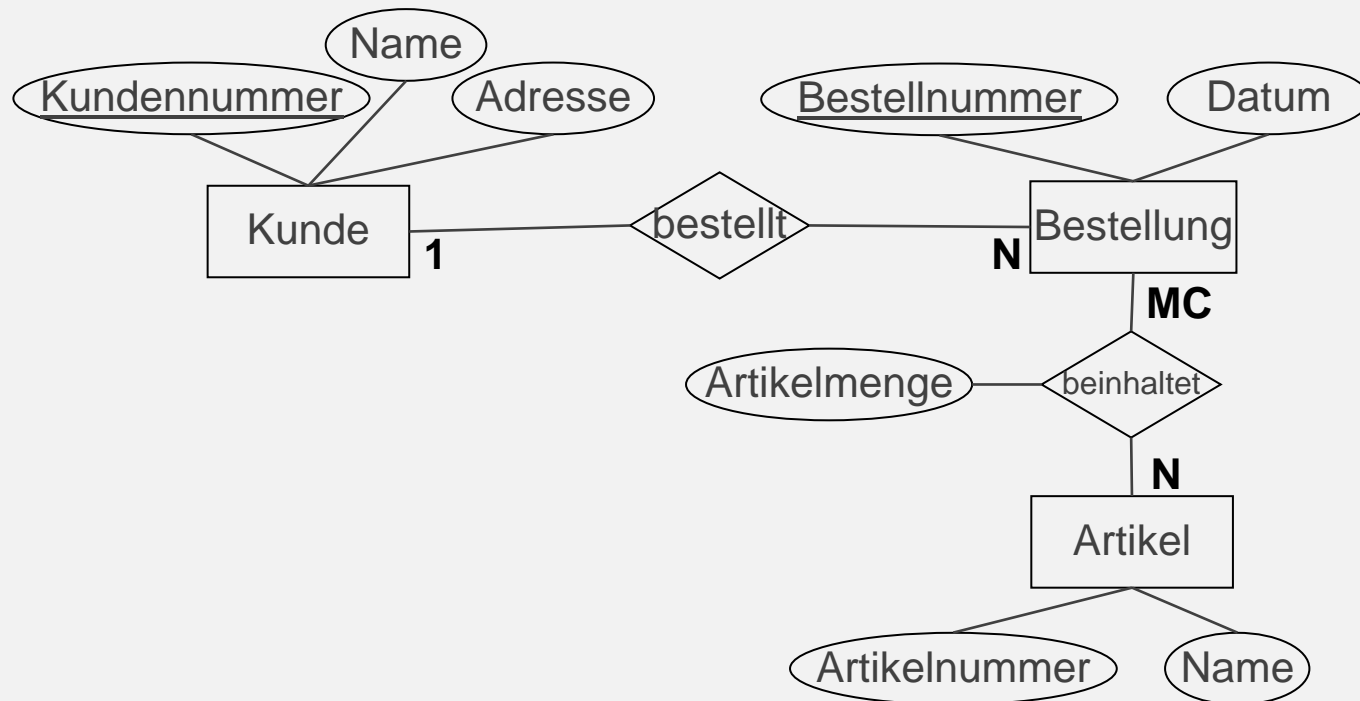 Name
Kundennummer
Adresse
Bestellnummer
Datum
Kunde
1
bestellt
N
Bestellung
MC
Artikelmenge
beinhaltet
N
Artikel
Artikelnummer
Name